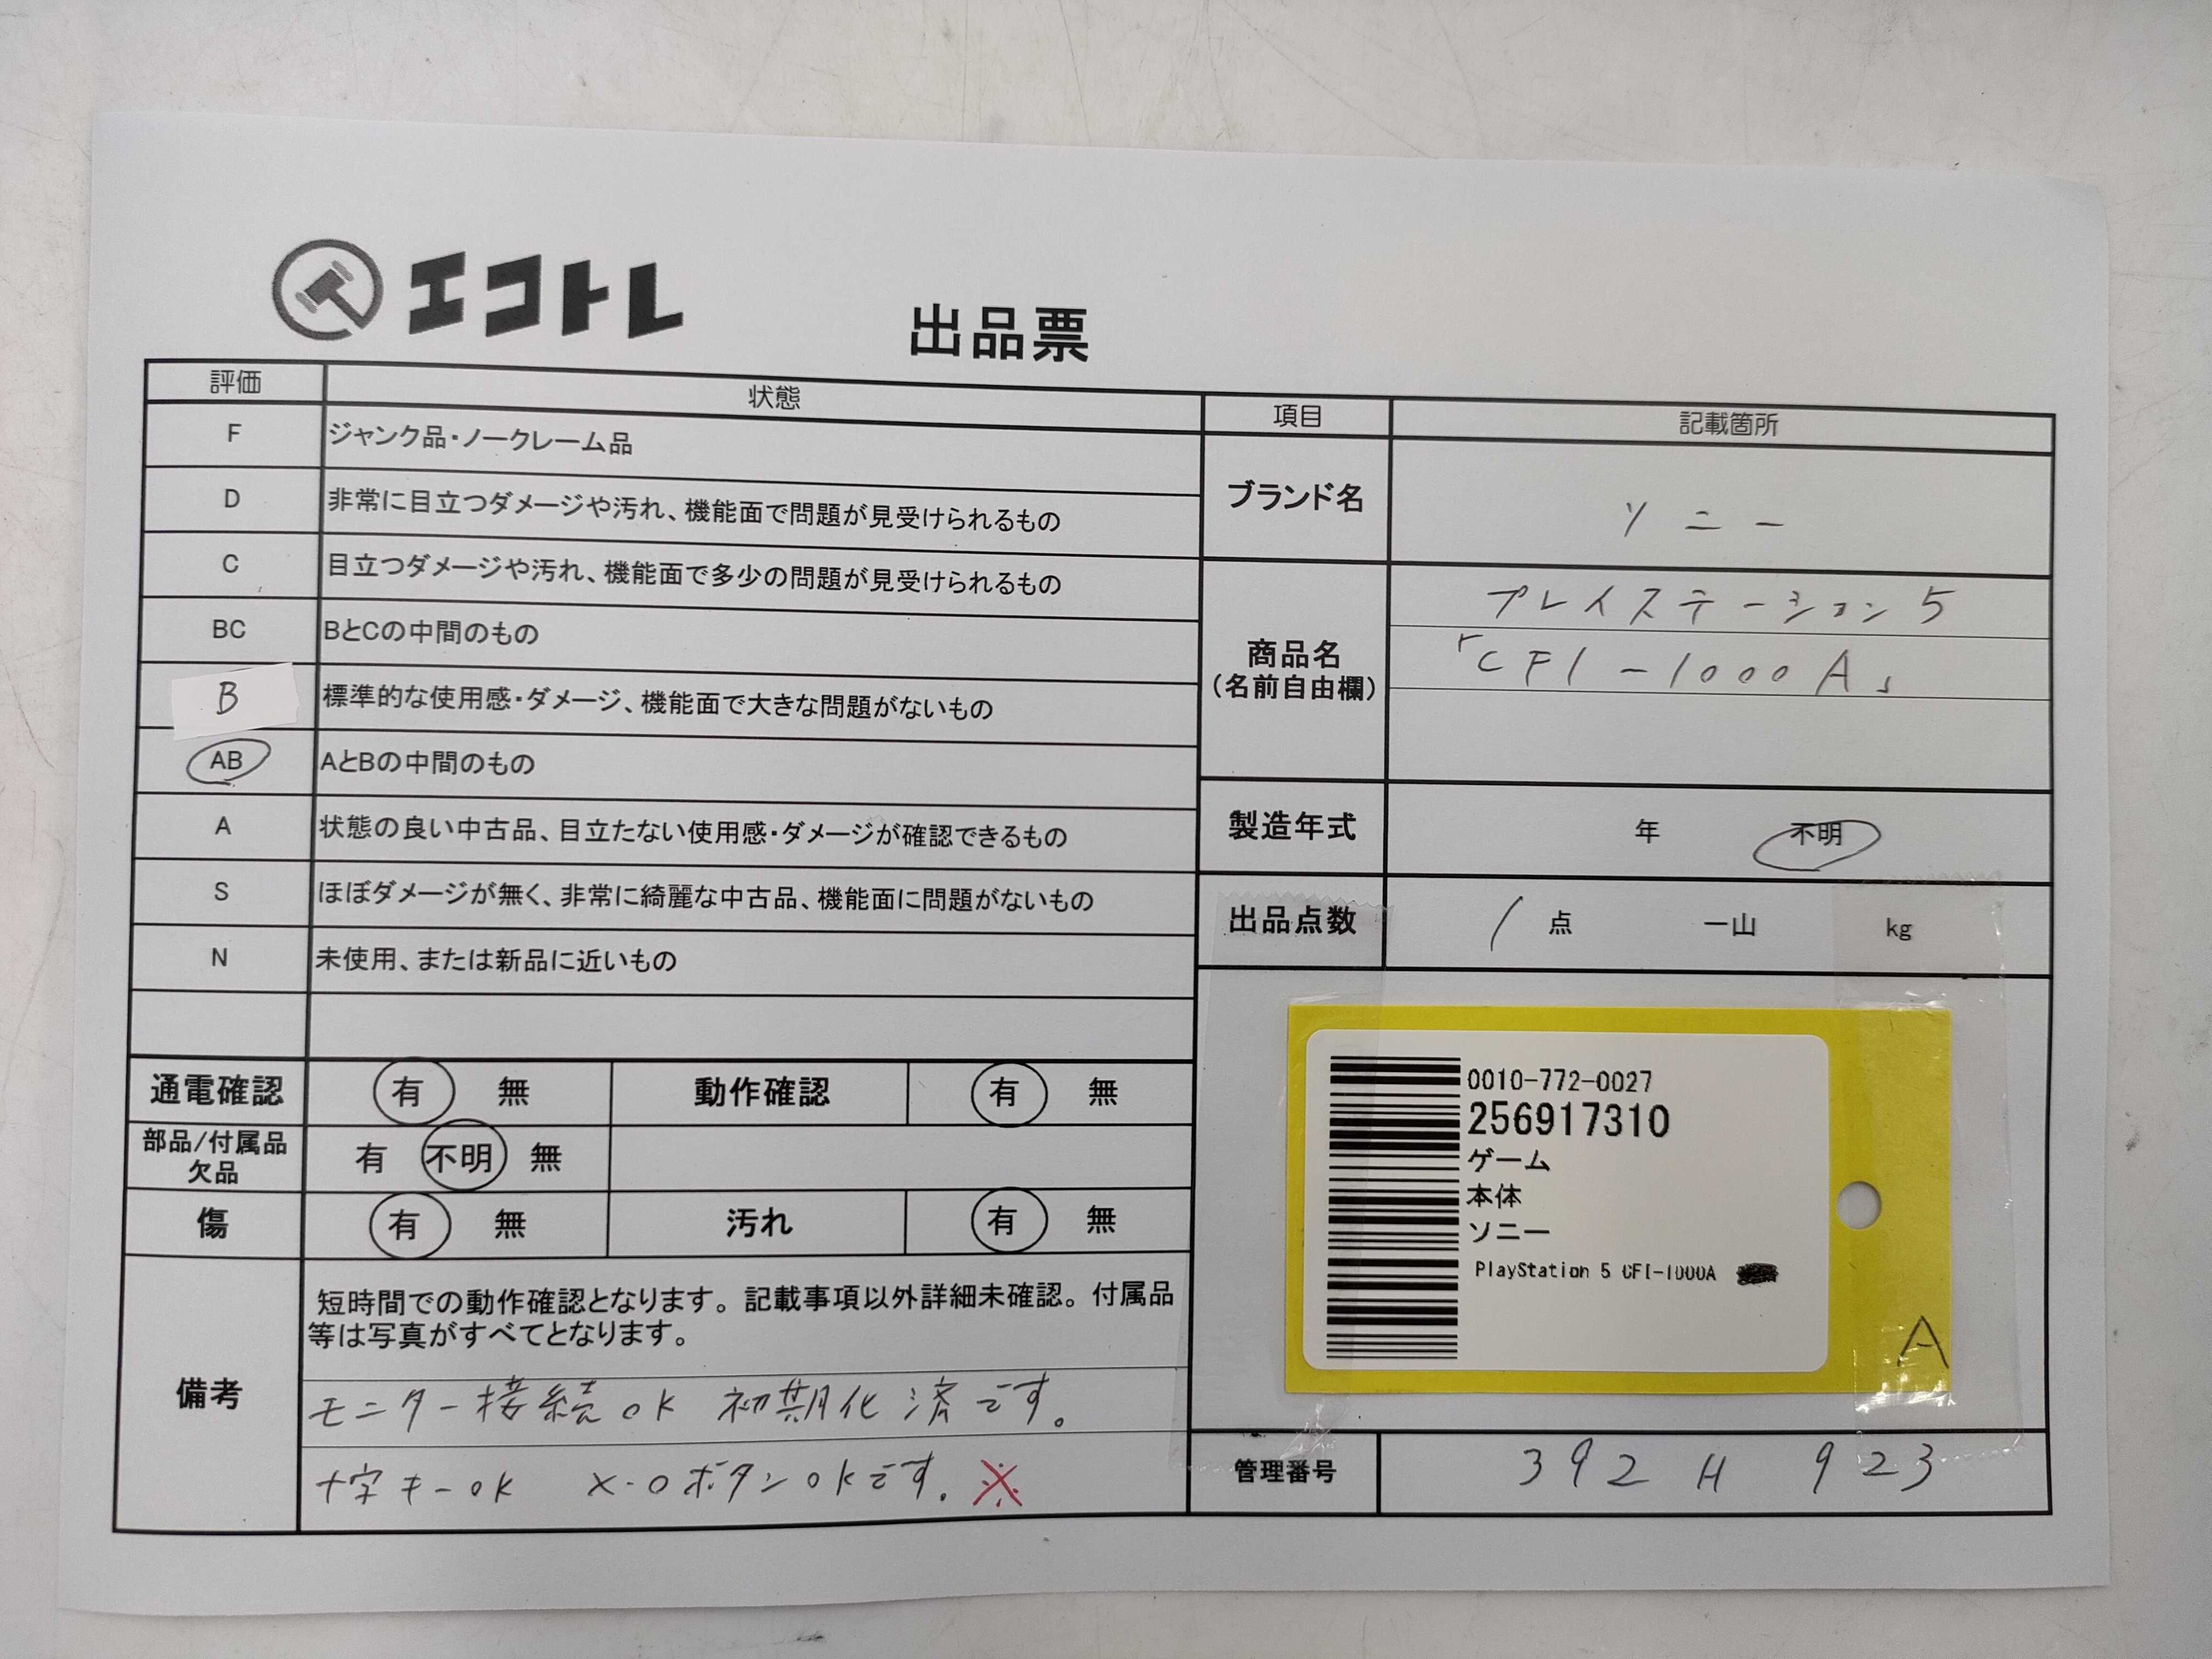 エコトレ
出品票
評価 状態
F ジャンク品・ノークレーム品
D 非常に目立つダメージや汚れ、機能面で問題が見受けられるもの
C 目立つダメージや汚れ、機能面で多少の問題が見受けられるもの
BC BとCの中間のもの
B 標準的な使用感・ダメージ、機能面で大きな問題がないもの
AB AとBの中間のもの
A 状態の良い中古品、目立たない使用感・ダメージが確認できるもの
S ほぼダメージが無く、非常に綺麗な中古品、機能面に問題がないもの
N 未使用、または新品に近いもの
通電確認 有 無 動作確認 有 無
部品/付属品
欠品
有 不明 無
傷 有 無 汚れ 有 無
備考
短時間での動作確認となります。記載事項以外詳細未確認。付属品
等は写真がすべてとなります。
モニター接続OK 初期化済です。
十字キーOK ×・○ボタンOKです。※
項目 記載箇所
ブランド名 ソニー
商品名
(名前自由欄)
プレイステーション5
「CFI-1000A」
製造年式 年 不明
出品点数 1 点 一山 kg
0010-772-0027
256917310
ゲーム
本体
ソニー
PlayStation 5 CFI-1000A
A
管理番号 392 H 923